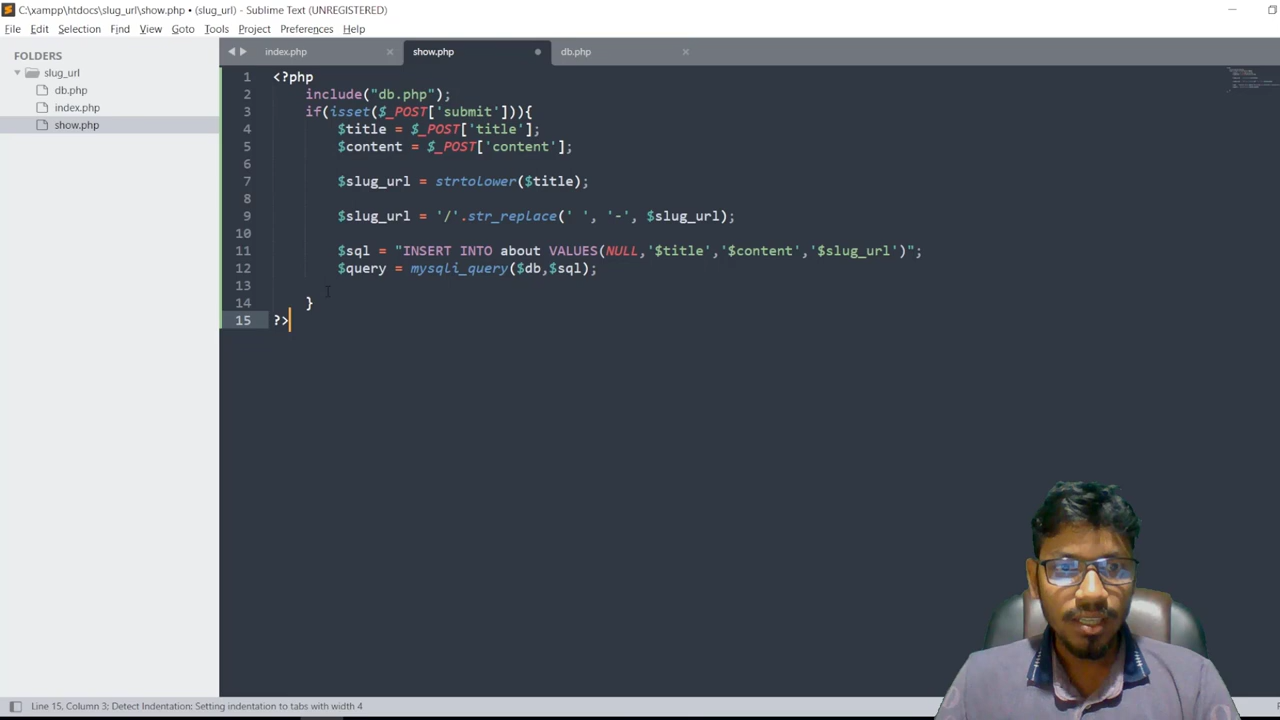 C:\xampp\htdocs\slug_url\show.php • (slug_url) - Sublime Text (UNREGISTERED)
File Edit Selection Find View Goto Tools Project Preferences Help
FOLDERS
slug_url
db.php
index.php
show.php
index.php show.php db.php
1 <?php
2 include("db.php");
3 if(isset($_POST['submit'])){
4 $title = $_POST['title'];
5 $content = $_POST['content'];
6
7 $slug_url = strtolower($title);
8
9 $slug_url = '/'.str_replace(' ', '-', $slug_url);
10
11 $sql = "INSERT INTO about VALUES(NULL,'$title','$content','$slug_url')";
12 $query = mysqli_query($db,$sql);
13
14 }
15 ?>
Line 15, Column 3; Detect Indentation: Setting indentation to tabs with width 4